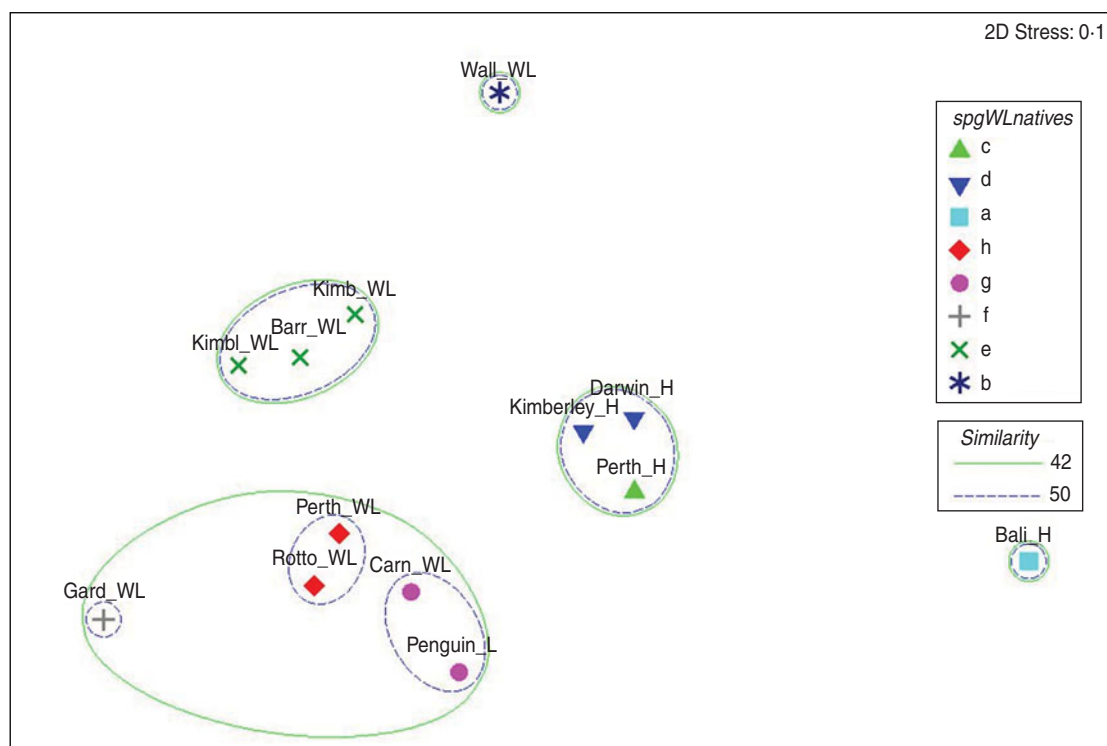 2D Stress: 0·1
Wall_WL
spgWLnatives
c
d
a
h
g
f
e
b
Kimb_WL
Barr_WL
Kimbl_WL
Darwin_H
Kimberley_H
Perth_H
Similarity
42
50
Perth_WL
Rotto_WL
Carn_WL
Gard_WL
Penguin_L
Bali_H